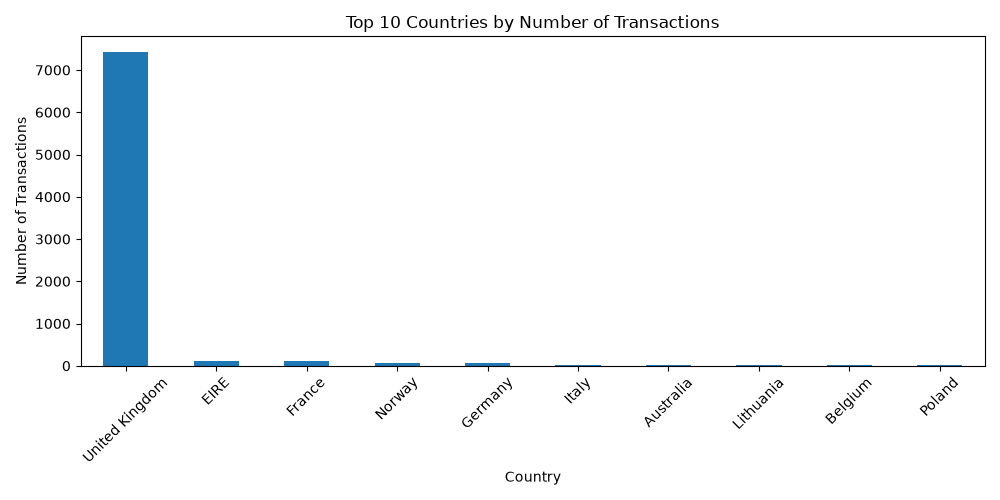 Top 10 Countries by Number of Transactions
Number of Transactions
7000
6000
5000
4000
3000
2000
1000
0
United Kingdom
EIRE
France
Norway
Germany
Italy
Australia
Lithuania
Belgium
Poland
Country